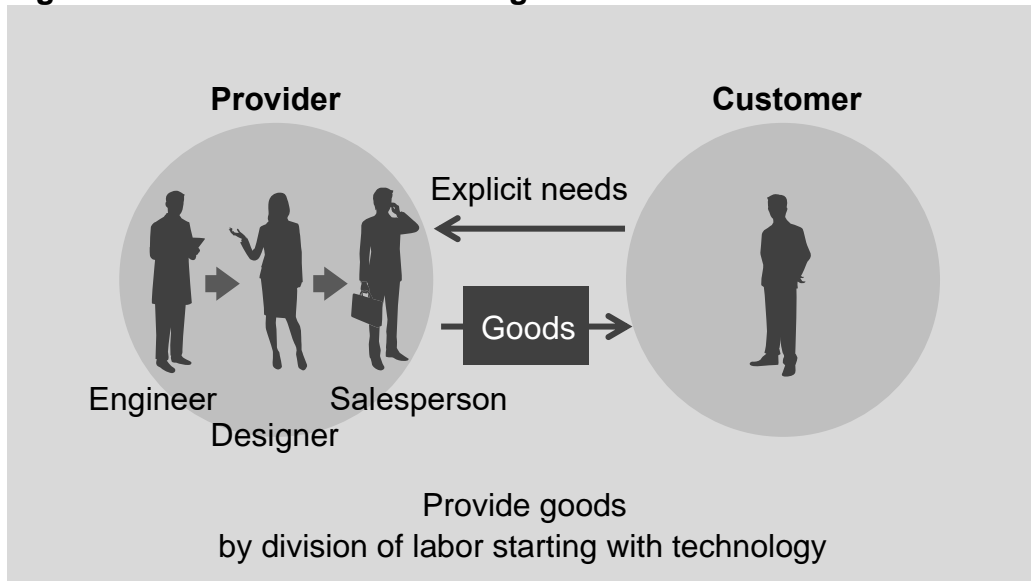 Provider
Customer
Explicit needs
Goods
Engineer
Salesperson
Designer
Provide goods
by division of labor starting with technology